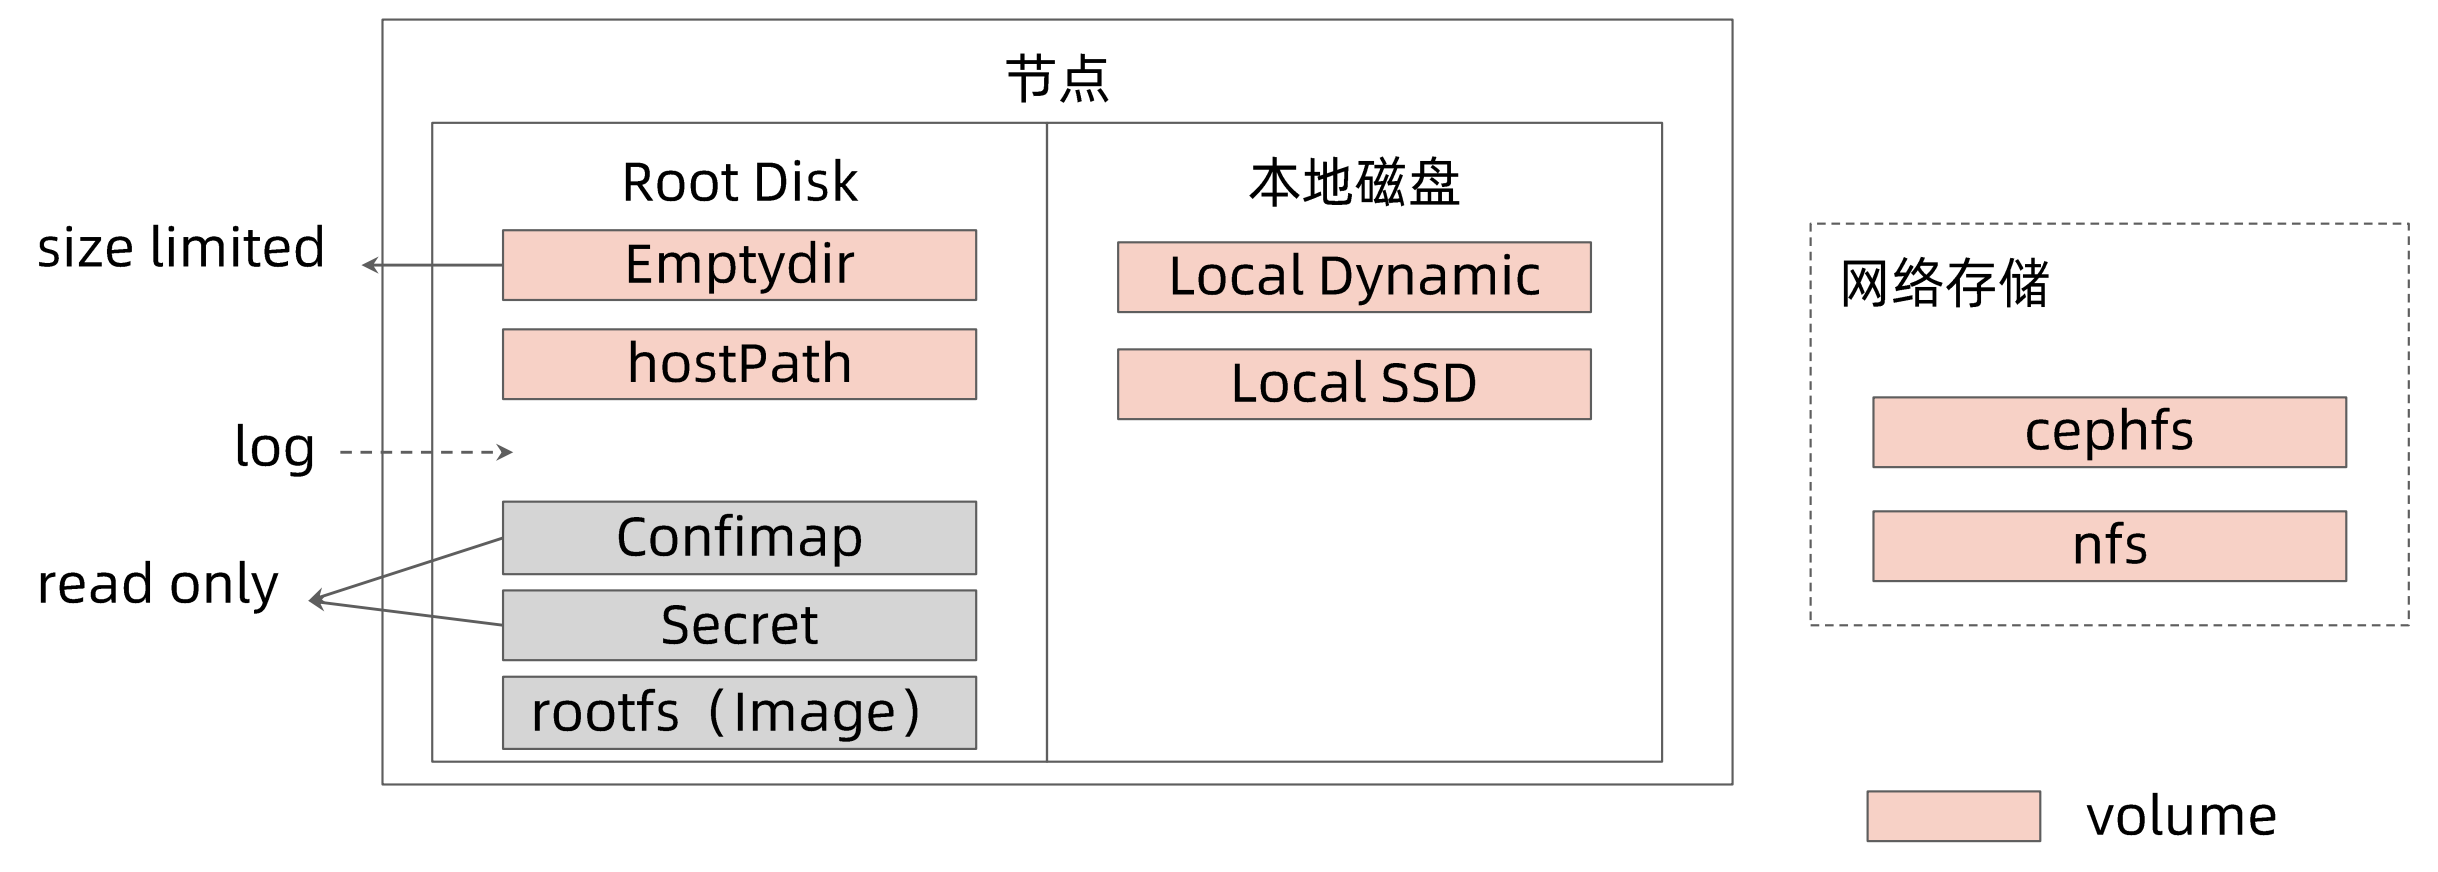 节点
Root Disk
本地磁盘
size limited
Emptydir
Local Dynamic
网络存储
hostPath
Local SSD
log
cephfs
Confimap
nfs
read only
Secret
rootfs（Image）
volume